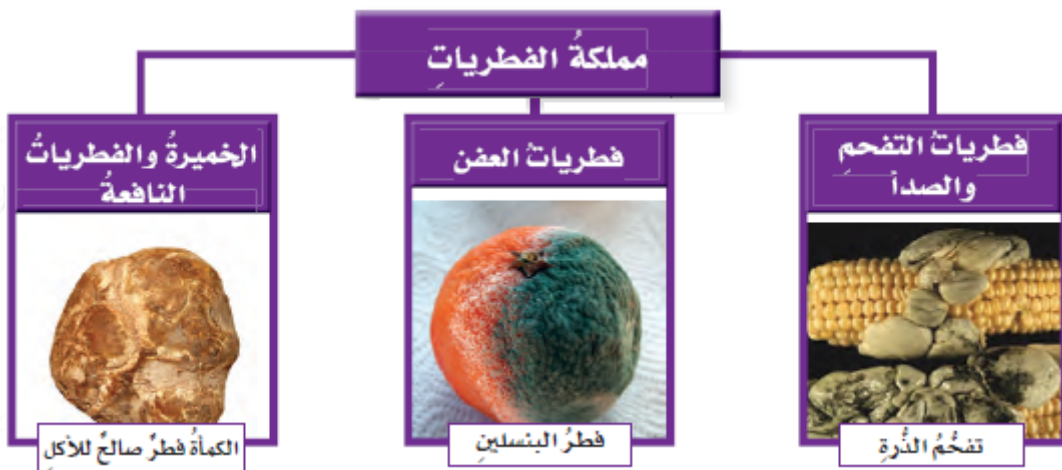 مملكةُ الفطرياتِ
فطرياتُ التفحمِ
والصدأ
فطرياتُ العفن
الخميرةُ والفطرياتُ
النافعةُ
تفحُّمُ الذُّرةِ
فطرُ البنسلينِ
الكمأةُ فطرٌ صالحٌ للأكلِ